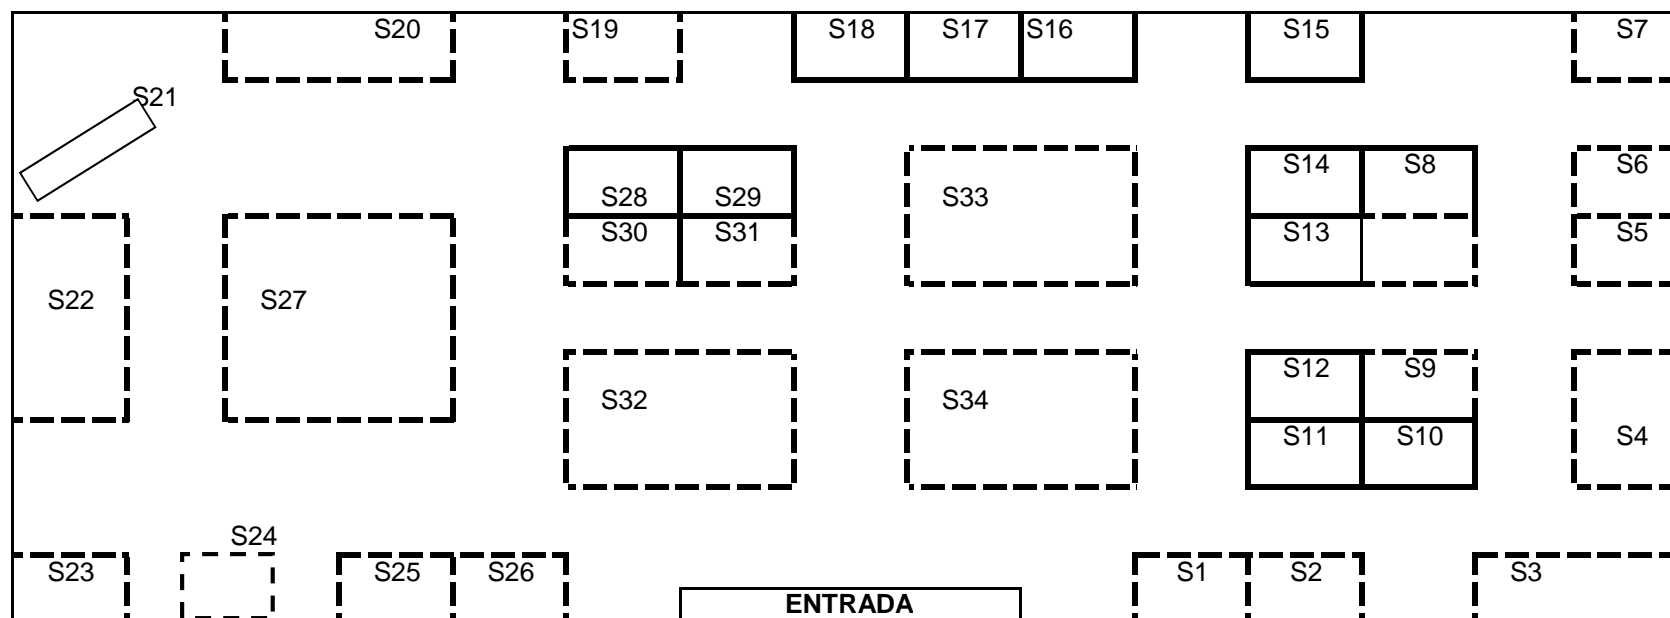 S20 S19 S18 S17 S16 S15 S7
S21
S14 S8 S6
S28 S29 S33
S30 S31 S13 S5
S22 S27
S12 S9
S32 S34
S11 S10 S4
S24
S23 S25 S26 S1 S2 S3
ENTRADA